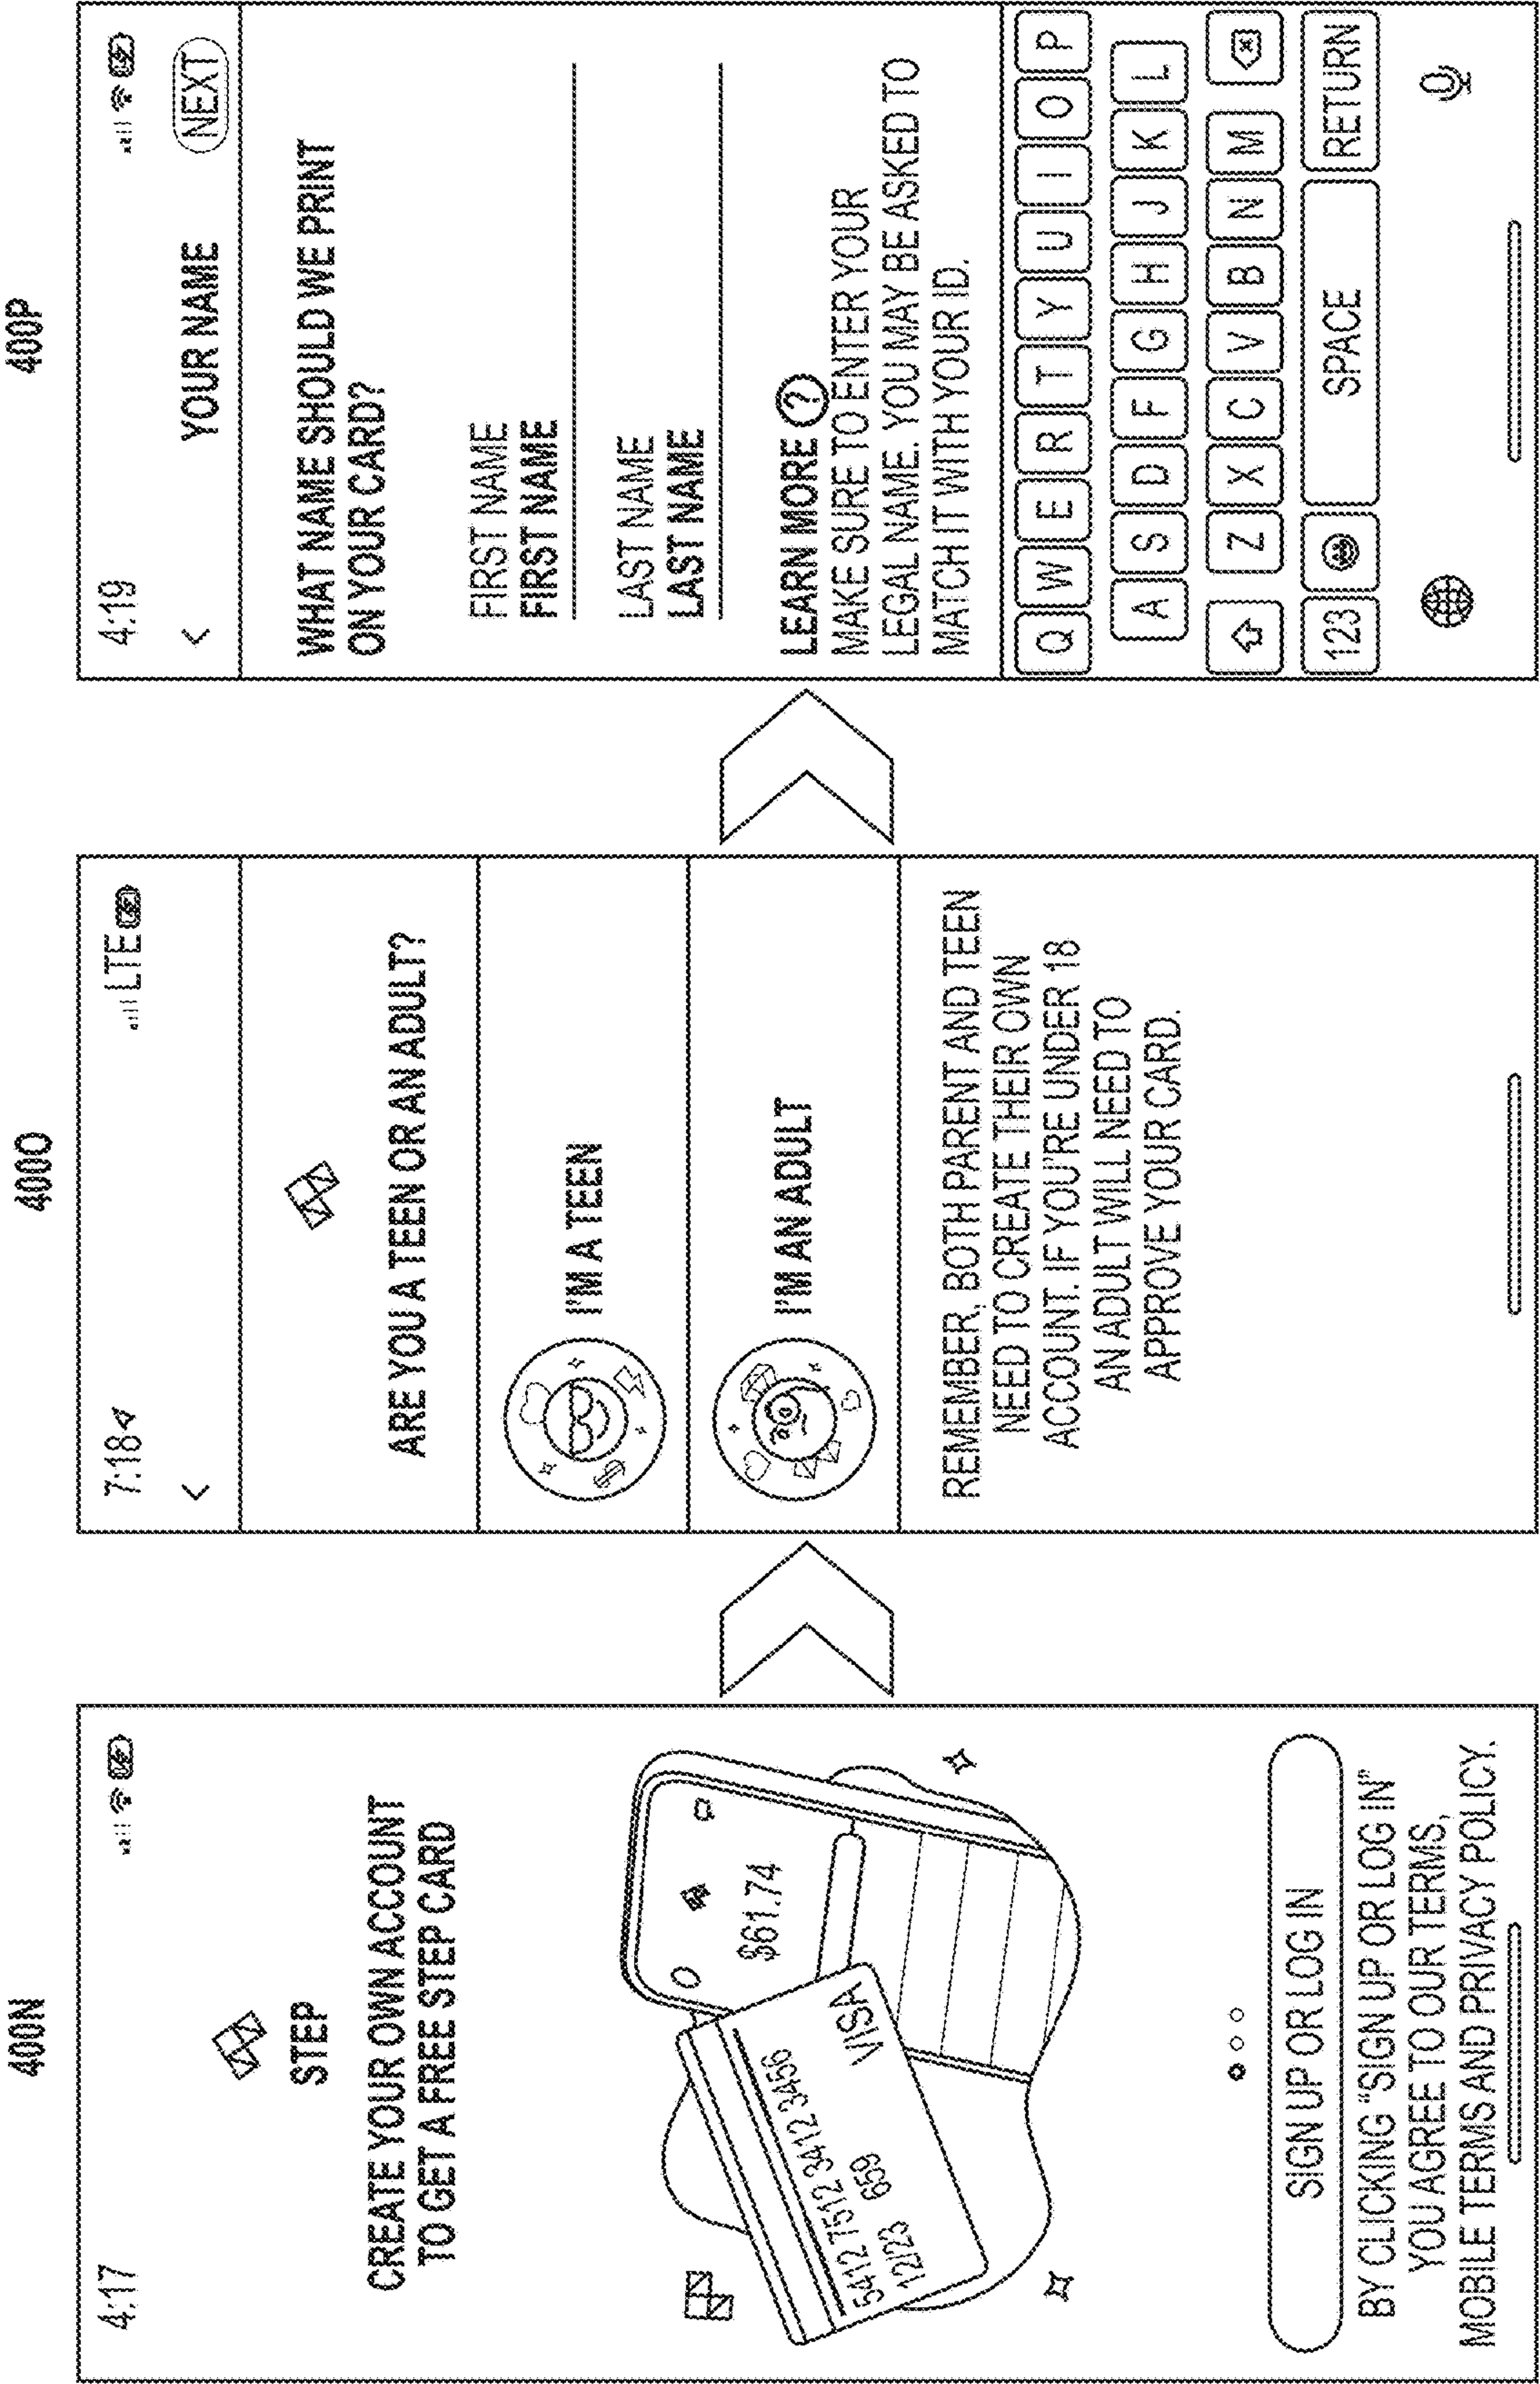 400N
4:17
STEP
CREATE YOUR OWN ACCOUNT
TO GET A FREE STEP CARD
$61.74
5412 7512 3412 3456
12/23 659
VISA
SIGN UP OR LOG IN
BY CLICKING "SIGN UP OR LOG IN"
YOU AGREE TO OUR TERMS,
MOBILE TERMS AND PRIVACY POLICY.
400O
7:18
LTE
<
ARE YOU A TEEN OR AN ADULT?
I'M A TEEN
I'M AN ADULT
REMEMBER, BOTH PARENT AND TEEN
NEED TO CREATE THEIR OWN
ACCOUNT. IF YOU'RE UNDER 18
AN ADULT WILL NEED TO
APPROVE YOUR CARD.
400P
4:19
< YOUR NAME NEXT
WHAT NAME SHOULD WE PRINT
ON YOUR CARD?
FIRST NAME
FIRST NAME
LAST NAME
LAST NAME
LEARN MORE ?
MAKE SURE TO ENTER YOUR
LEGAL NAME. YOU MAY BE ASKED TO
MATCH IT WITH YOUR ID.
Q W E R T Y U I O P
A S D F G H J K L
Z X C V B N M
123 SPACE RETURN